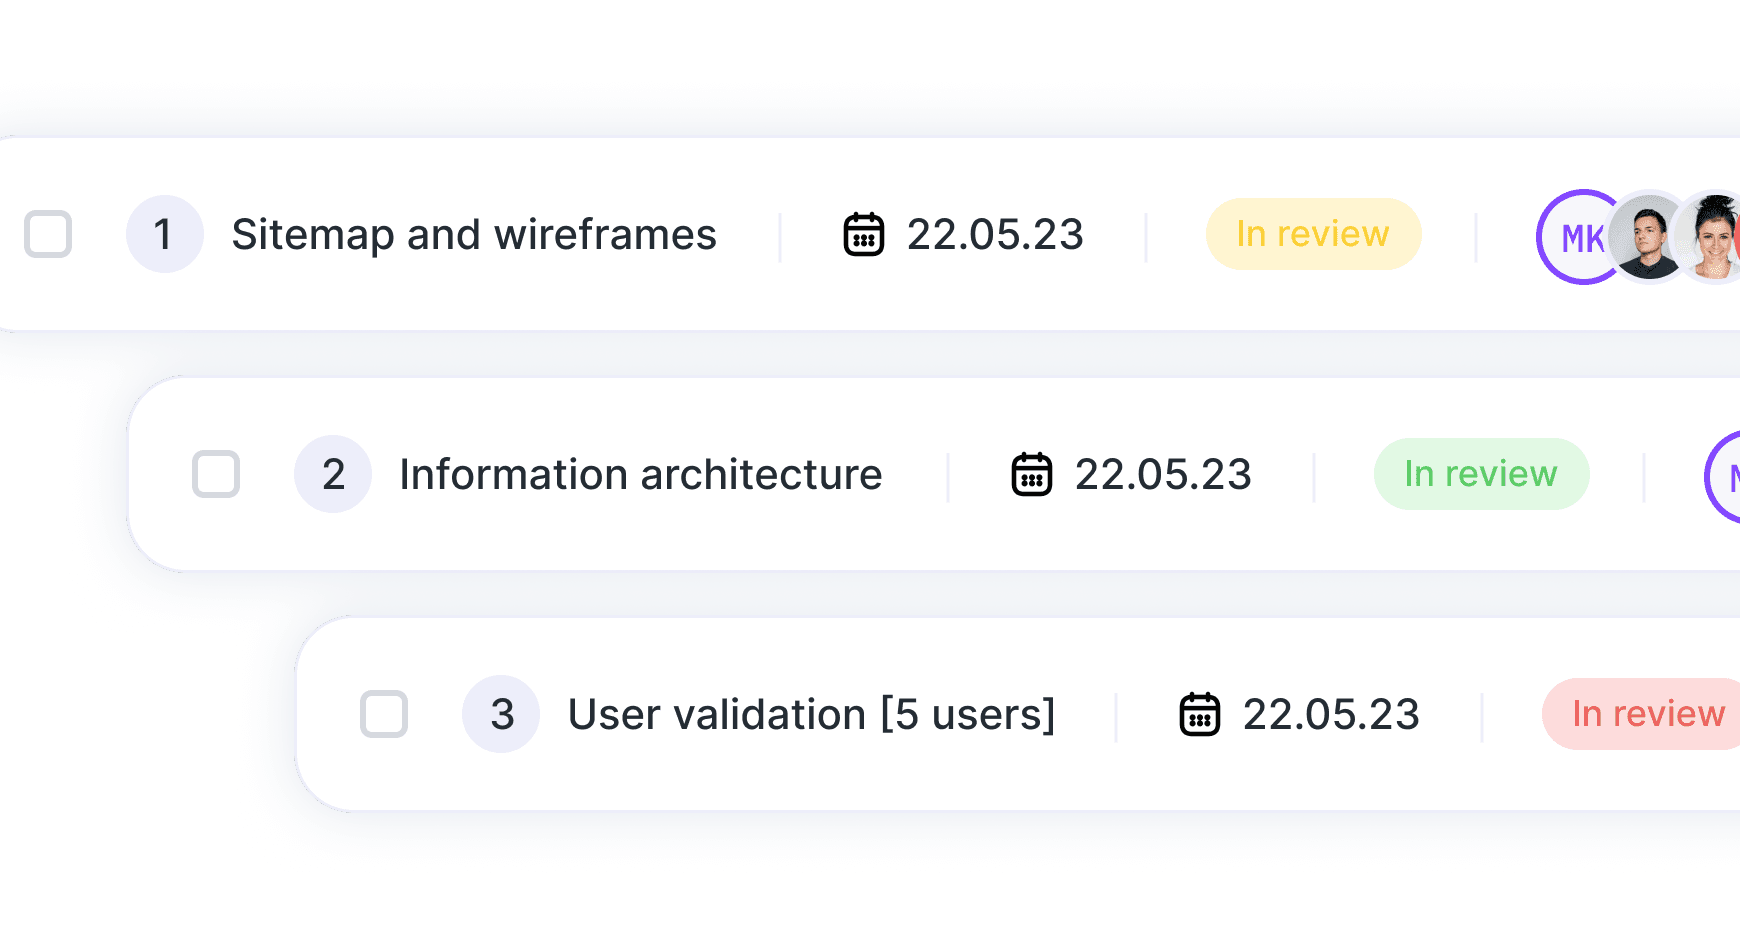 1 Sitemap and wireframes 22.05.23 In review MK
2 Information architecture 22.05.23 In review
3 User validation [5 users] 22.05.23 In review